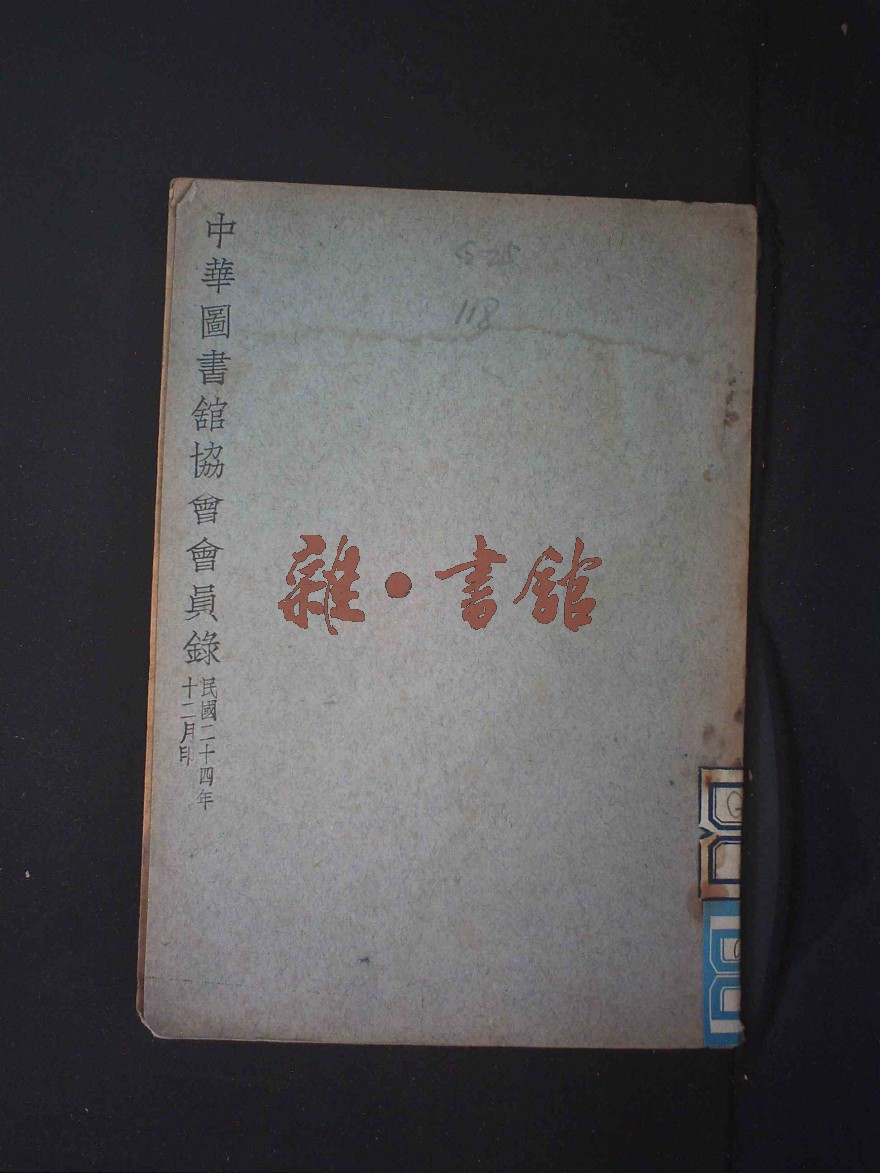 中華圖書舘協會會員錄
民國二十四年
十二月印
S-25
118
雜·書館